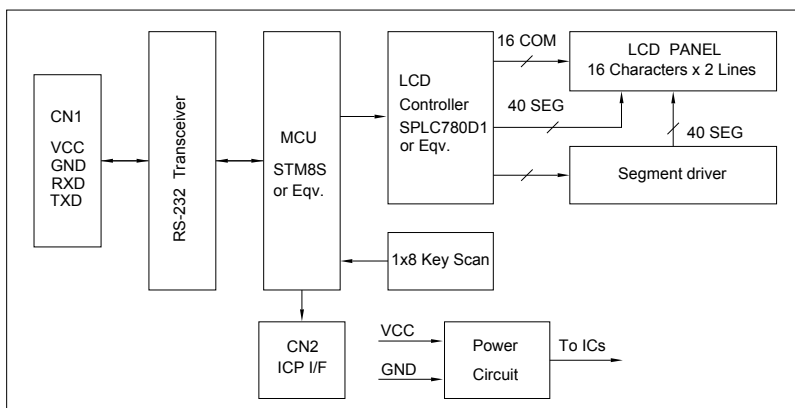 CN1
VCC
GND
RXD
TXD
RS-232 Transceiver
MCU
STM8S
or Eqv.
LCD
Controller
SPLC780D1
or Eqv.
16 COM
40 SEG
LCD PANEL
16 Characters x 2 Lines
40 SEG
Segment driver
1x8 Key Scan
CN2
ICP I/F
VCC
GND
Power
Circuit
To ICs